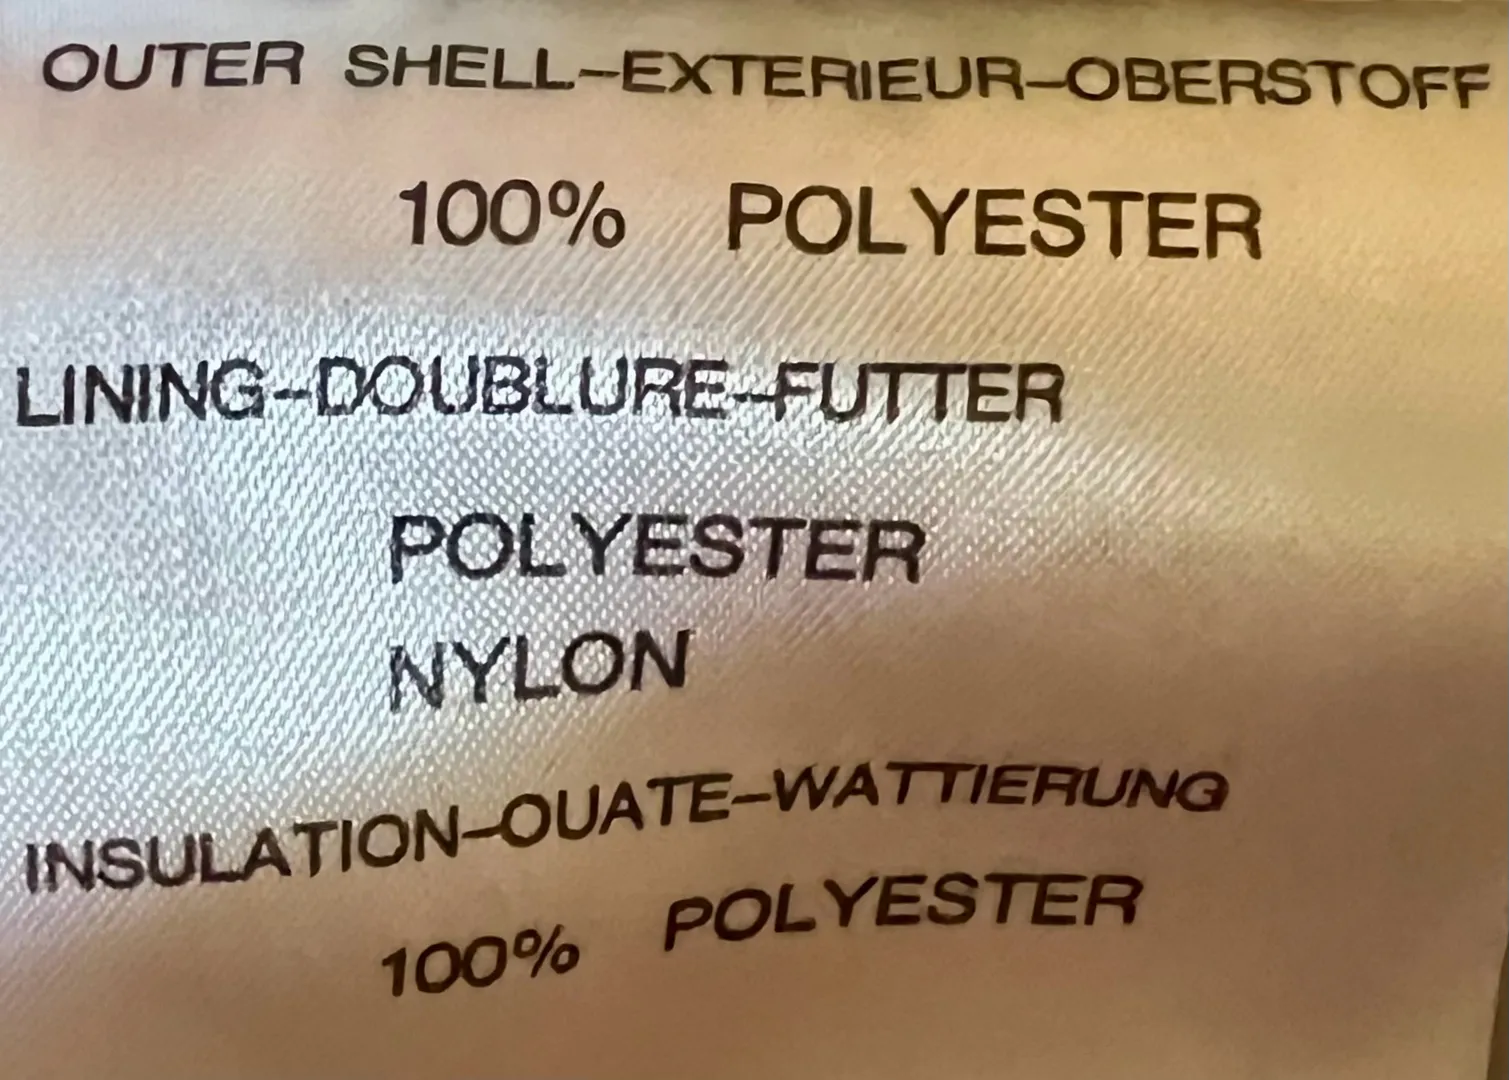 OUTER SHELL-EXTERIEUR-OBERSTOFF
100% POLYESTER
LINING-DOUBLURE-FUTTER
POLYESTER
NYLON
INSULATION-OUATE-WATTIERUNG
100% POLYESTER